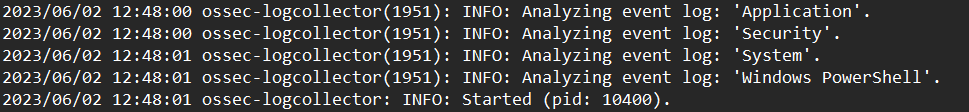 2023/06/02 12:48:00 ossec-logcollector(1951): INFO: Analyzing event log: 'Application'.
2023/06/02 12:48:00 ossec-logcollector(1951): INFO: Analyzing event log: 'Security'.
2023/06/02 12:48:01 ossec-logcollector(1951): INFO: Analyzing event log: 'System'.
2023/06/02 12:48:01 ossec-logcollector(1951): INFO: Analyzing event log: 'Windows PowerShell'.
2023/06/02 12:48:01 ossec-logcollector: INFO: Started (pid: 10400).